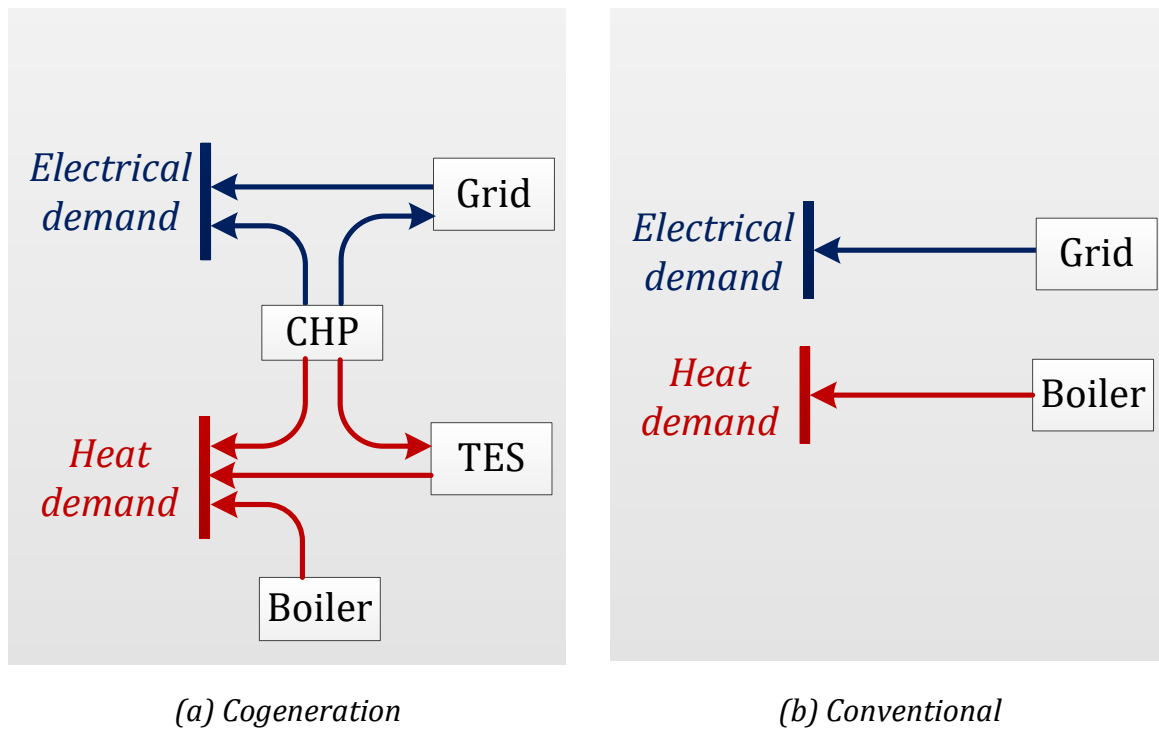 Electrical
demand
Grid
CHP
Heat
demand
TES
Boiler
(a) Cogeneration
Electrical
demand
Grid
Heat
demand
Boiler
(b) Conventional